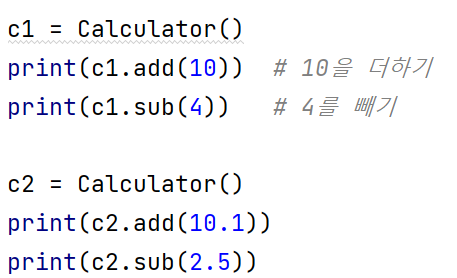 c1 = Calculator()
print(c1.add(10))  # 10을 더하기
print(c1.sub(4))   # 4를 빼기

c2 = Calculator()
print(c2.add(10.1))
print(c2.sub(2.5))